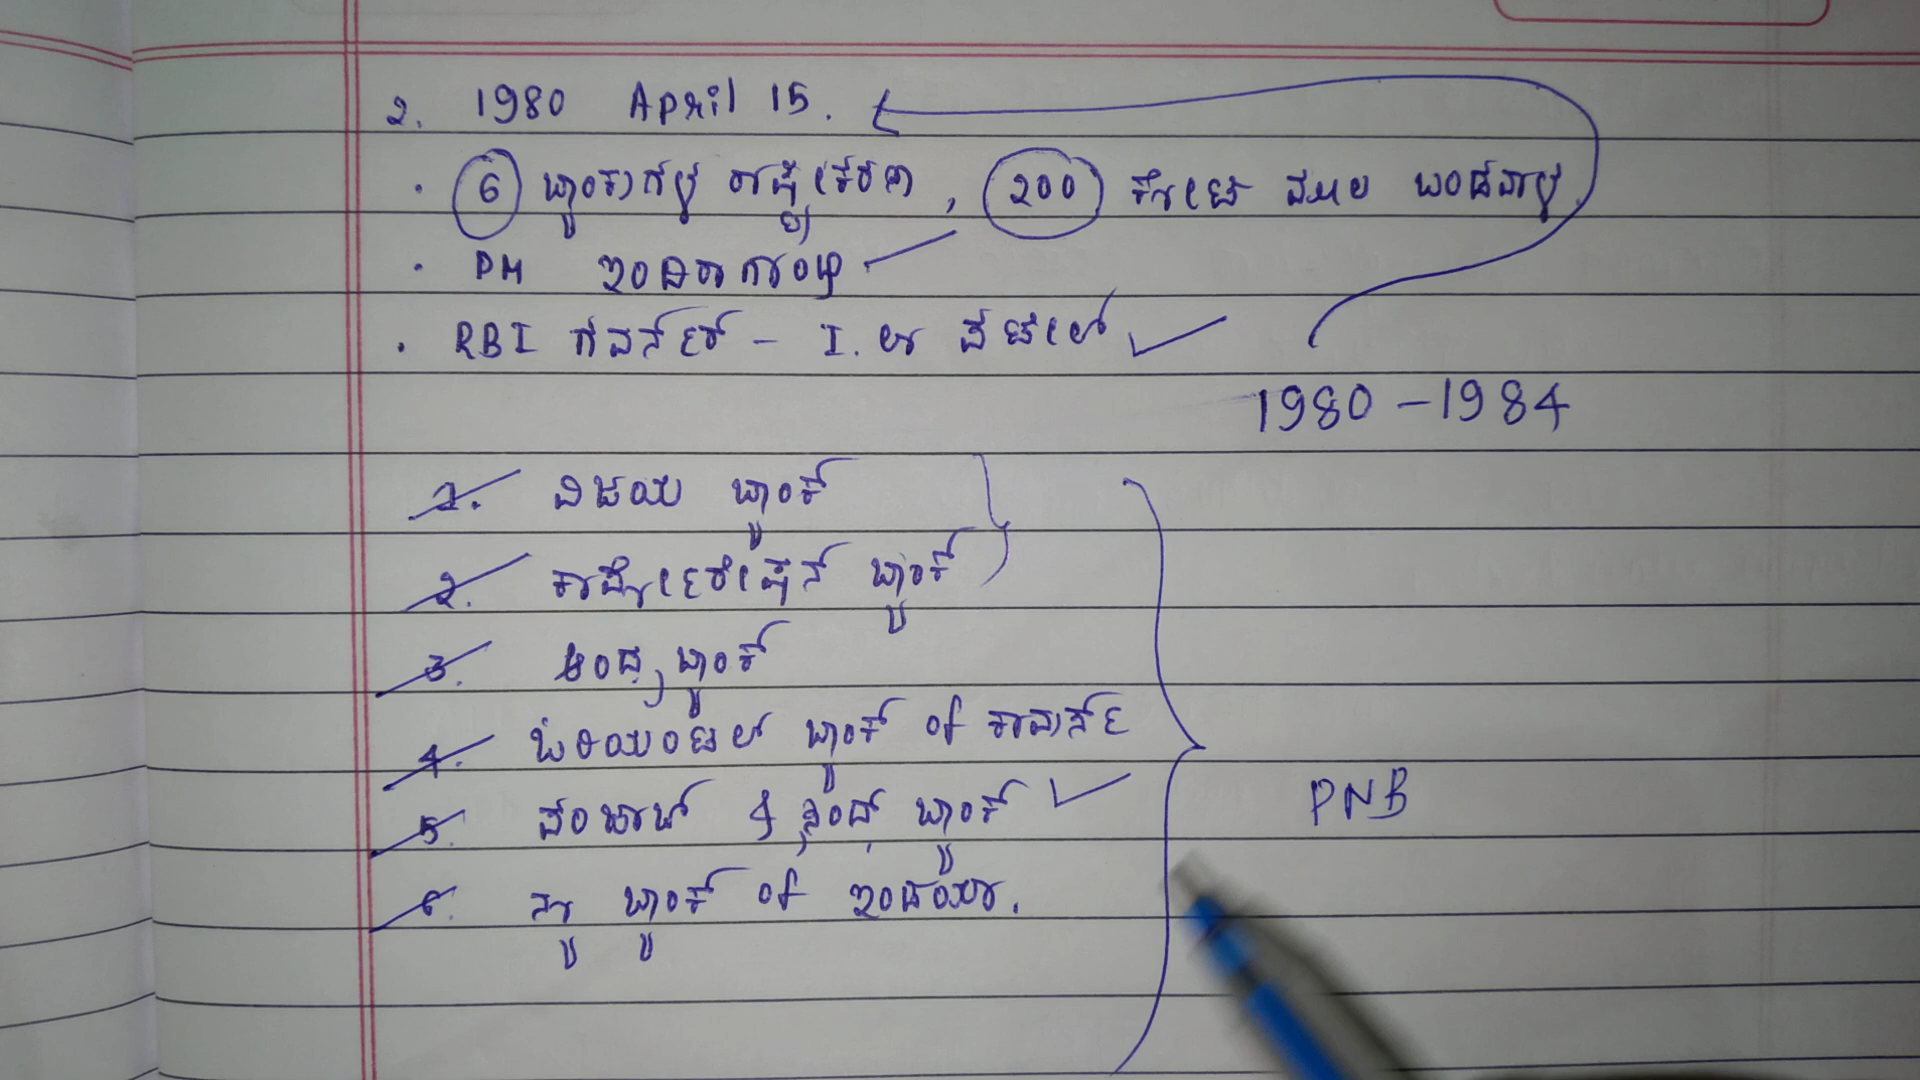 2. 1980 April 15.
· 6 ಬ್ಯಾಂಕುಗಳ ರಾಷ್ಟ್ರೀಕರಣ, 200 ಕೋಟಿ ಬಂಡವಾಳ
· PM ಇಂದಿರಾಗಾಂಧಿ
· RBI ಗವರ್ನರ್ - I. ಜಿ ಪಟೇಲ್
1980 - 1984
1. ವಿಜಯ ಬ್ಯಾಂಕ್
2. ಕಾರ್ಪೊರೇಷನ್ ಬ್ಯಾಂಕ್
3. ಆಂಧ್ರ ಬ್ಯಾಂಕ್
4. ಓರಿಯಂಟಲ್ ಬ್ಯಾಂಕ್ of ಕಾಮರ್ಸ್
5. ಪಂಜಾಬ್ & ಸಿಂಧ್ ಬ್ಯಾಂಕ್
PNB
6. ನ್ಯೂ ಬ್ಯಾಂಕ್ of ಇಂಡಿಯಾ.